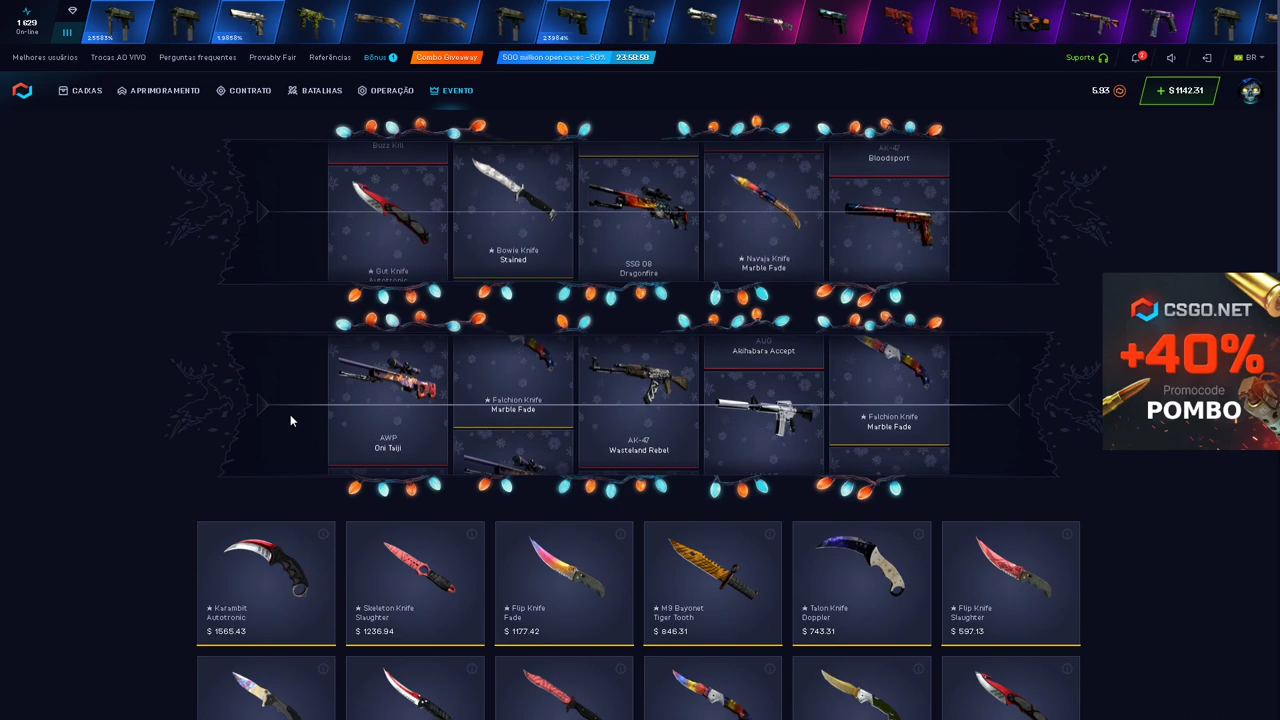 1 629
On-line
2.5583%
1.9858%
2.3984%
Melhores usuários
Trocas AO VIVO
Perguntas frequentes
Provably Fair
Referências
Bônus
Combo Giveaway
500 million open cases -50%
23:58:58
Suporte
2
BR
CAIXAS
APRIMORAMENTO
CONTRATO
BATALHAS
OPERAÇÃO
EVENTO
5.93
+ $ 1142.31
Buzz Kill
AK-47
Bloodsport
★ Gut Knife
Autotronic
★ Bowie Knife
Stained
SSG 08
Dragonfire
★ Navaja Knife
Marble Fade
CSGO.NET
+40%
Promocode
POMBO
AWP
Oni Taiji
★ Falchion Knife
Marble Fade
AK-47
Wasteland Rebel
AUG
Akihabara Accept
★ Falchion Knife
Marble Fade
★ Karambit
Autotronic
$ 1565.43
★ Skeleton Knife
Slaughter
$ 1236.94
★ Flip Knife
Fade
$ 1177.42
★ M9 Bayonet
Tiger Tooth
$ 846.31
★ Talon Knife
Doppler
$ 743.31
★ Flip Knife
Slaughter
$ 597.13